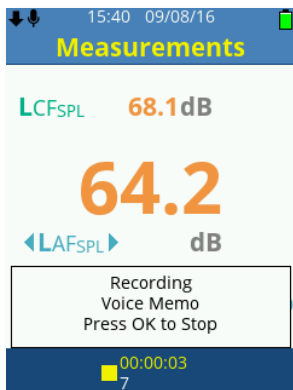 15:40 09/08/16
Measurements
LCFSPL 68.1dB
64.2
LAFSPL dB
Recording
Voice Memo
Press OK to Stop
00:00:03
7